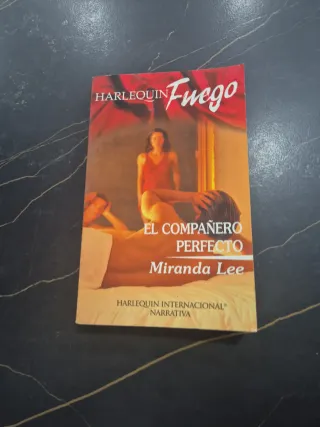 HARLEQUIN Fuego
EL COMPAÑERO
PERFECTO
Miranda Lee
HARLEQUIN INTERNACIONAL®
NARRATIVA